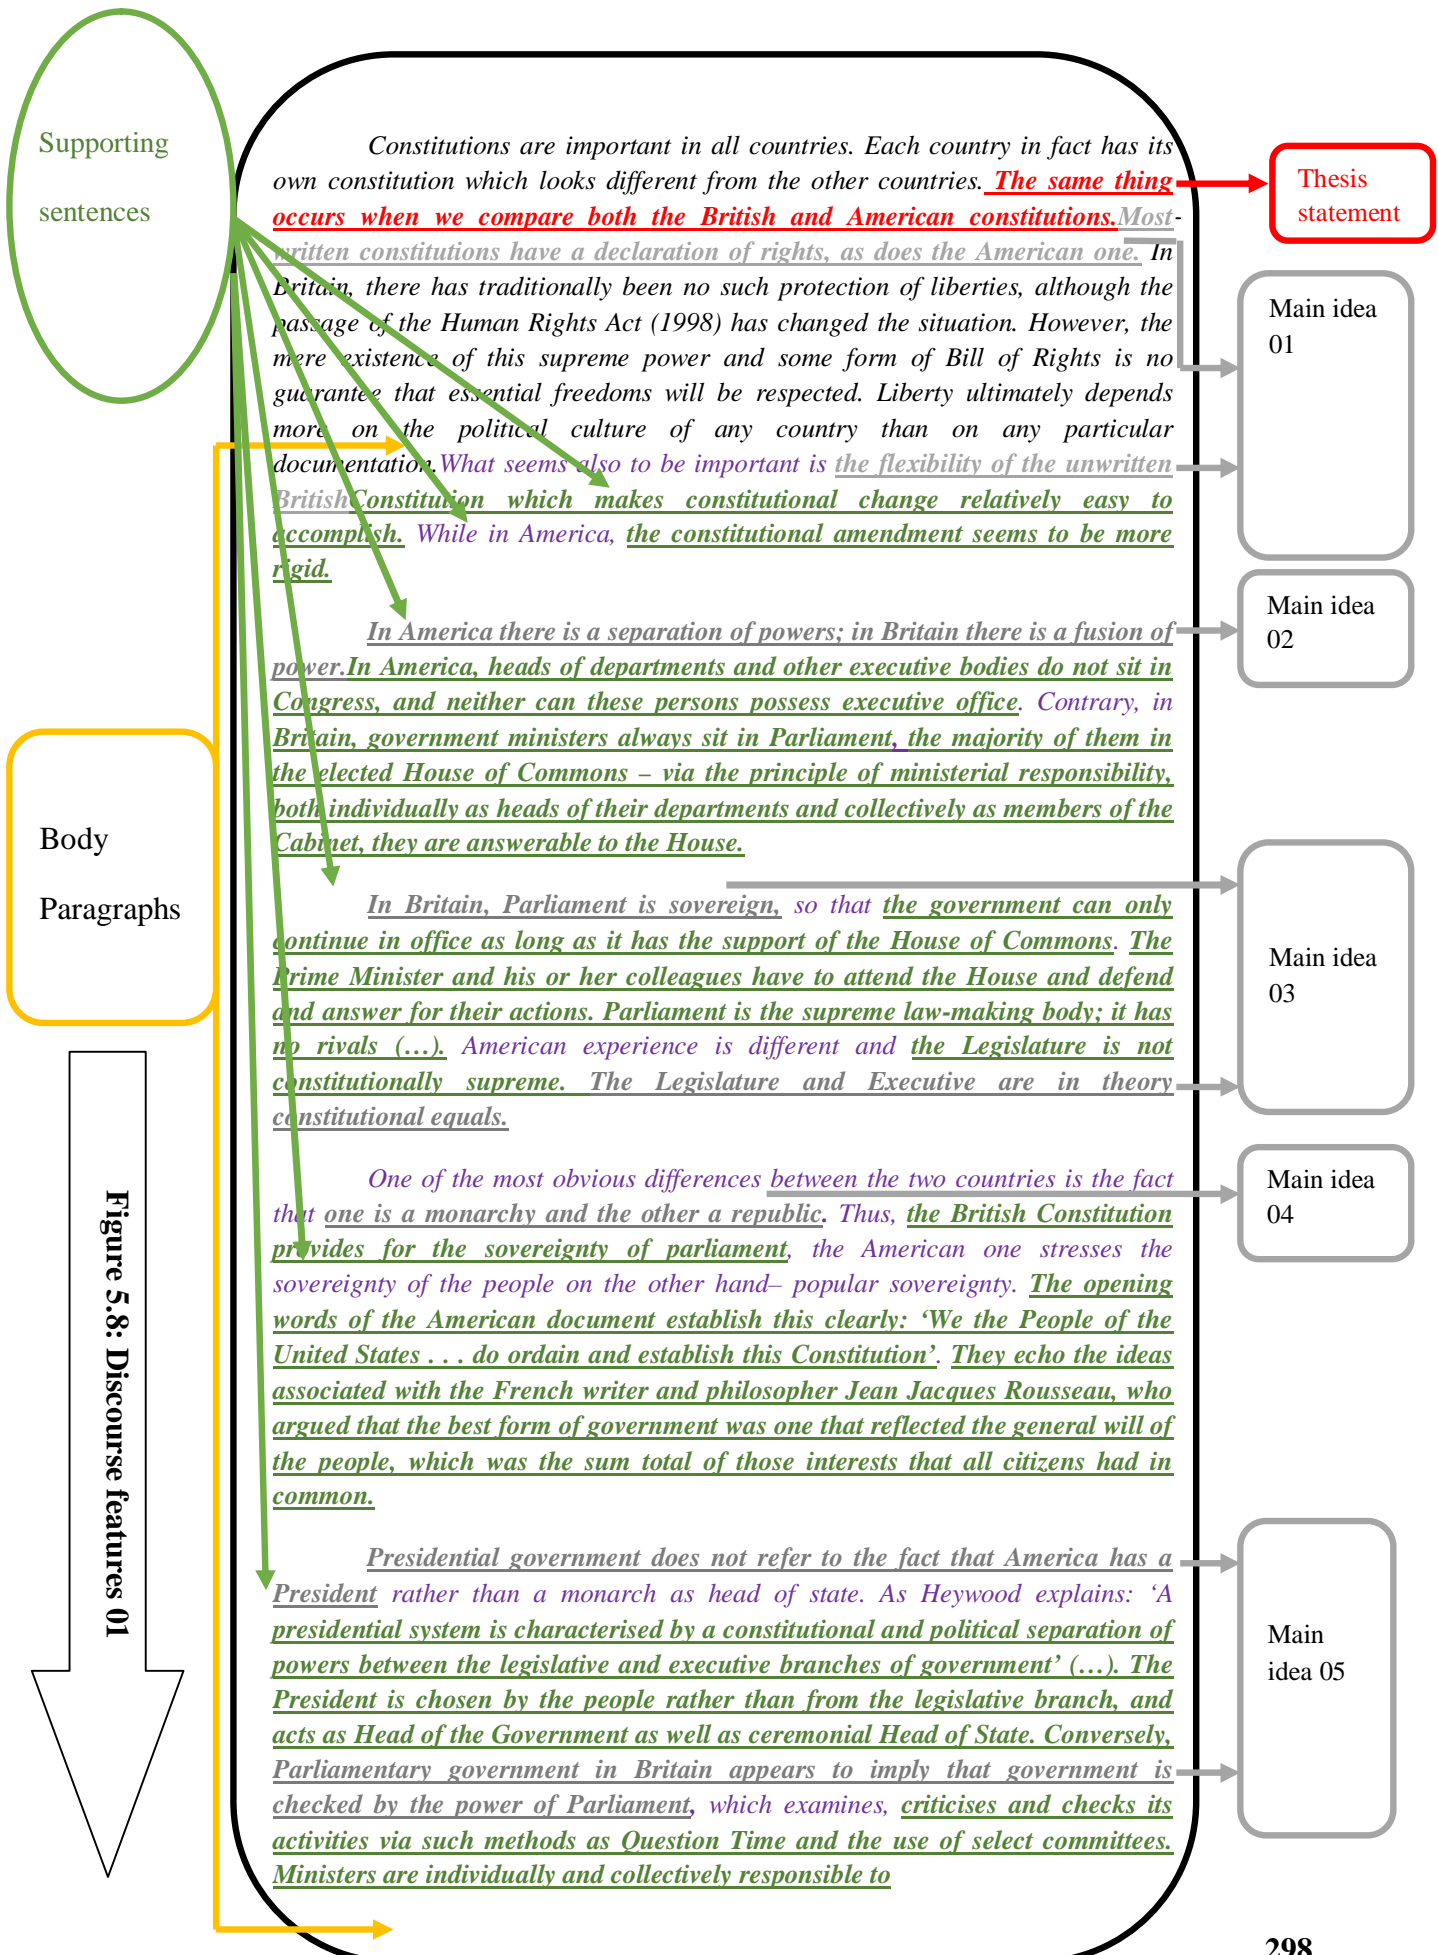 Supporting
sentences
Constitutions are important in all countries. Each country in fact has its
own constitution which looks different from the other countries. The same thing
occurs when we compare both the British and American constitutions.Most-
written constitutions have a declaration of rights, as does the American one. In
Britain, there has traditionally been no such protection of liberties, although the
passage of the Human Rights Act (1998) has changed the situation. However, the
mere existence of this supreme power and some form of Bill of Rights is no
guarantee that essential freedoms will be respected. Liberty ultimately depends
more on the political culture of any country than on any particular
documentation.What seems also to be important is the flexibility of the unwritten
BritishConstitution which makes constitutional change relatively easy to
accomplish. While in America, the constitutional amendment seems to be more
rigid.
In America there is a separation of powers; in Britain there is a fusion of
power.In America, heads of departments and other executive bodies do not sit in
Congress, and neither can these persons possess executive office. Contrary, in
Britain, government ministers always sit in Parliament, the majority of them in
the elected House of Commons – via the principle of ministerial responsibility,
both individually as heads of their departments and collectively as members of the
Cabinet, they are answerable to the House.
In Britain, Parliament is sovereign, so that the government can only
continue in office as long as it has the support of the House of Commons. The
Prime Minister and his or her colleagues have to attend the House and defend
and answer for their actions. Parliament is the supreme law-making body; it has
no rivals (…). American experience is different and the Legislature is not
constitutionally supreme. The Legislature and Executive are in theory
constitutional equals.
One of the most obvious differences between the two countries is the fact
that one is a monarchy and the other a republic. Thus, the British Constitution
provides for the sovereignty of parliament, the American one stresses the
sovereignty of the people on the other hand– popular sovereignty. The opening
words of the American document establish this clearly: ‘We the People of the
United States . . . do ordain and establish this Constitution’. They echo the ideas
associated with the French writer and philosopher Jean Jacques Rousseau, who
argued that the best form of government was one that reflected the general will of
the people, which was the sum total of those interests that all citizens had in
common.
Presidential government does not refer to the fact that America has a
President rather than a monarch as head of state. As Heywood explains: ‘A
presidential system is characterised by a constitutional and political separation of
powers between the legislative and executive branches of government’ (…). The
President is chosen by the people rather than from the legislative branch, and
acts as Head of the Government as well as ceremonial Head of State. Conversely,
Parliamentary government in Britain appears to imply that government is
checked by the power of Parliament, which examines, criticises and checks its
activities via such methods as Question Time and the use of select committees.
Ministers are individually and collectively responsible to
Thesis
statement
Main idea
01
Main idea
02
Main idea
03
Main idea
04
Main
idea 05
Body
Paragraphs
Figure 5.8: Discourse features 01
298